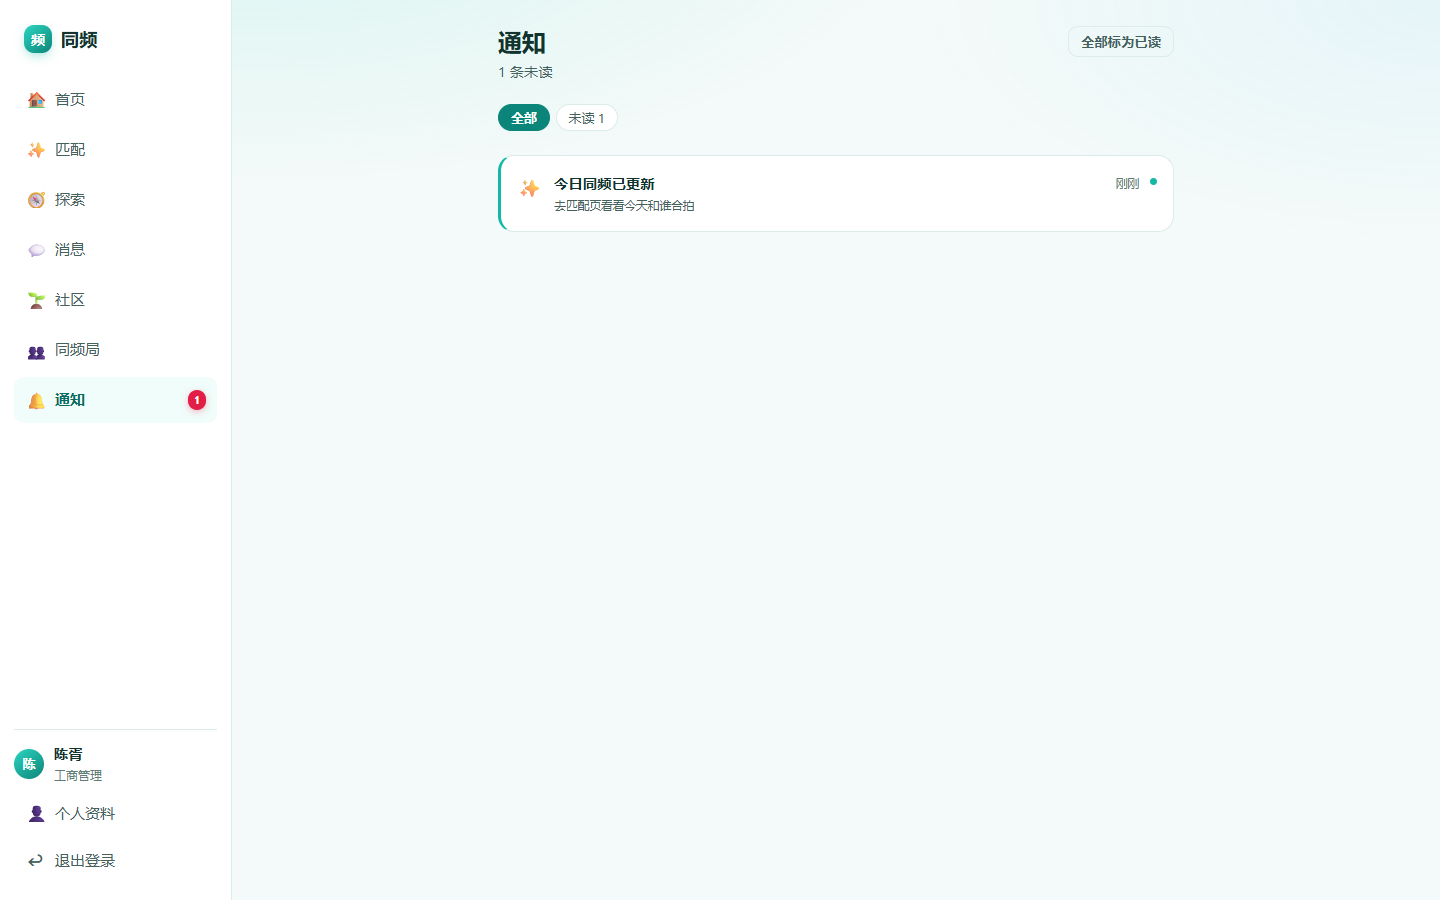 频 同频
首页
匹配
探索
消息
社区
同频局
通知 1
陈 陈胥
工商管理
个人资料
退出登录
通知
1 条未读
全部标为已读
全部 未读 1
今日同频已更新 刚刚
去匹配页看看今天和谁合拍